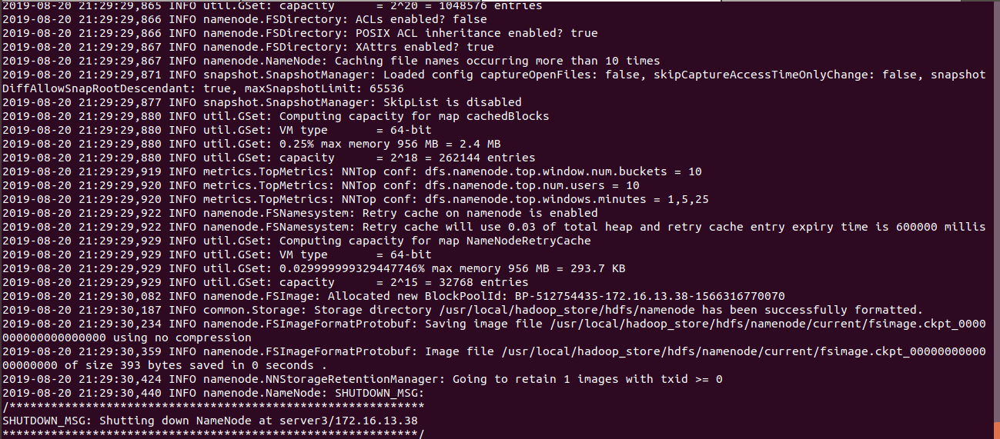 2019-08-20 21:29:29,865 INFO util.GSet: capacity      = 2^20 = 1048576 entries
2019-08-20 21:29:29,866 INFO namenode.FSDirectory: ACLs enabled? false
2019-08-20 21:29:29,866 INFO namenode.FSDirectory: POSIX ACL inheritance enabled? true
2019-08-20 21:29:29,867 INFO namenode.FSDirectory: XAttrs enabled? true
2019-08-20 21:29:29,867 INFO namenode.NameNode: Caching file names occurring more than 10 times
2019-08-20 21:29:29,871 INFO snapshot.SnapshotManager: Loaded config captureOpenFiles: false, skipCaptureAccessTimeOnlyChange: false, snapshot
DiffAllowSnapRootDescendant: true, maxSnapshotLimit: 65536
2019-08-20 21:29:29,877 INFO snapshot.SnapshotManager: SkipList is disabled
2019-08-20 21:29:29,880 INFO util.GSet: Computing capacity for map cachedBlocks
2019-08-20 21:29:29,880 INFO util.GSet: VM type       = 64-bit
2019-08-20 21:29:29,880 INFO util.GSet: 0.25% max memory 956 MB = 2.4 MB
2019-08-20 21:29:29,880 INFO util.GSet: capacity      = 2^18 = 262144 entries
2019-08-20 21:29:29,919 INFO metrics.TopMetrics: NNTop conf: dfs.namenode.top.window.num.buckets = 10
2019-08-20 21:29:29,920 INFO metrics.TopMetrics: NNTop conf: dfs.namenode.top.num.users = 10
2019-08-20 21:29:29,920 INFO metrics.TopMetrics: NNTop conf: dfs.namenode.top.windows.minutes = 1,5,25
2019-08-20 21:29:29,922 INFO namenode.FSNamesystem: Retry cache on namenode is enabled
2019-08-20 21:29:29,922 INFO namenode.FSNamesystem: Retry cache will use 0.03 of total heap and retry cache entry expiry time is 600000 millis
2019-08-20 21:29:29,929 INFO util.GSet: Computing capacity for map NameNodeRetryCache
2019-08-20 21:29:29,929 INFO util.GSet: VM type       = 64-bit
2019-08-20 21:29:29,929 INFO util.GSet: 0.029999999329447746% max memory 956 MB = 293.7 KB
2019-08-20 21:29:29,929 INFO util.GSet: capacity      = 2^15 = 32768 entries
2019-08-20 21:29:30,082 INFO namenode.FSImage: Allocated new BlockPoolId: BP-512754435-172.16.13.38-1566316770070
2019-08-20 21:29:30,187 INFO common.Storage: Storage directory /usr/local/hadoop_store/hdfs/namenode has been successfully formatted.
2019-08-20 21:29:30,234 INFO namenode.FSImageFormatProtobuf: Saving image file /usr/local/hadoop_store/hdfs/namenode/current/fsimage.ckpt_0000
000000000000000 using no compression
2019-08-20 21:29:30,359 INFO namenode.FSImageFormatProtobuf: Image file /usr/local/hadoop_store/hdfs/namenode/current/fsimage.ckpt_00000000000
00000000 of size 393 bytes saved in 0 seconds .
2019-08-20 21:29:30,424 INFO namenode.NNStorageRetentionManager: Going to retain 1 images with txid >= 0
2019-08-20 21:29:30,440 INFO namenode.NameNode: SHUTDOWN_MSG:
/************************************************************
SHUTDOWN_MSG: Shutting down NameNode at server3/172.16.13.38
************************************************************/